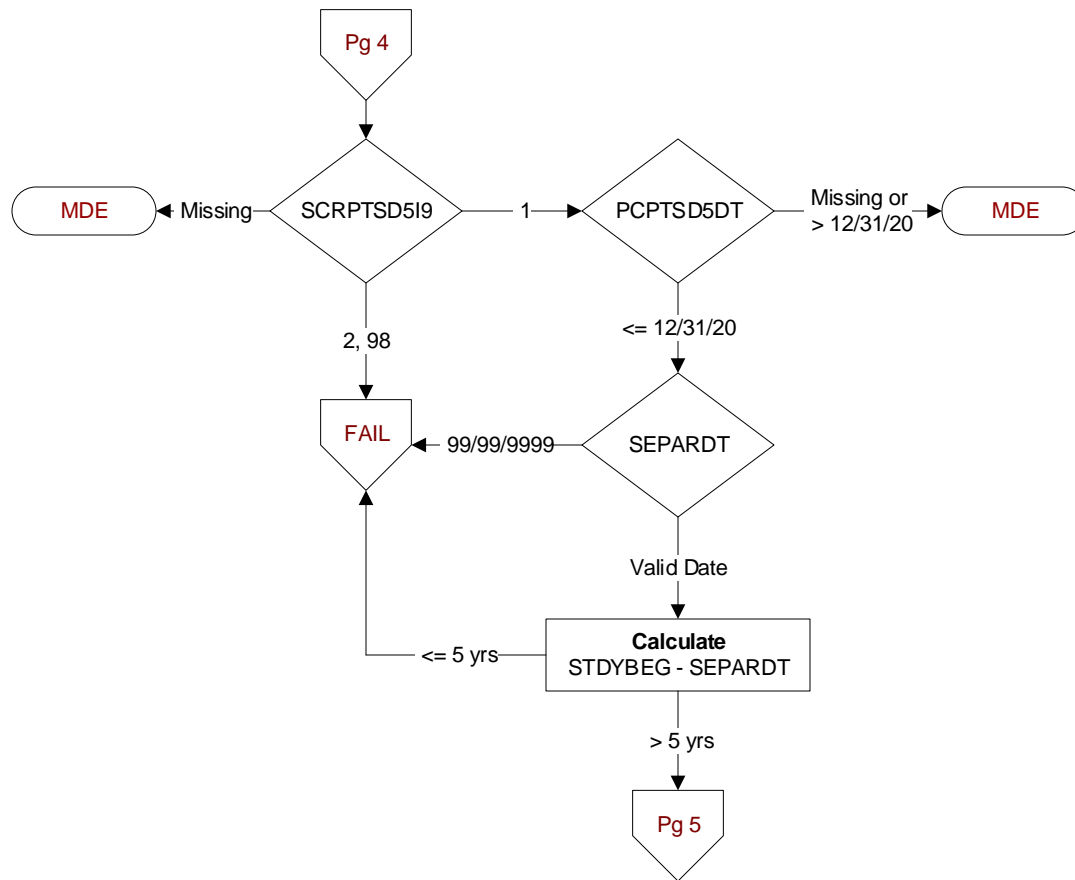 Pg 4
MDE
Missing
SCRPTSD5I9
1
PCPTSD5DT
Missing or
> 12/31/20
MDE
2, 98
<= 12/31/20
FAIL
99/99/9999
SEPARDT
Valid Date
Calculate
STDYBEG - SEPARDT
<= 5 yrs
> 5 yrs
Pg 5